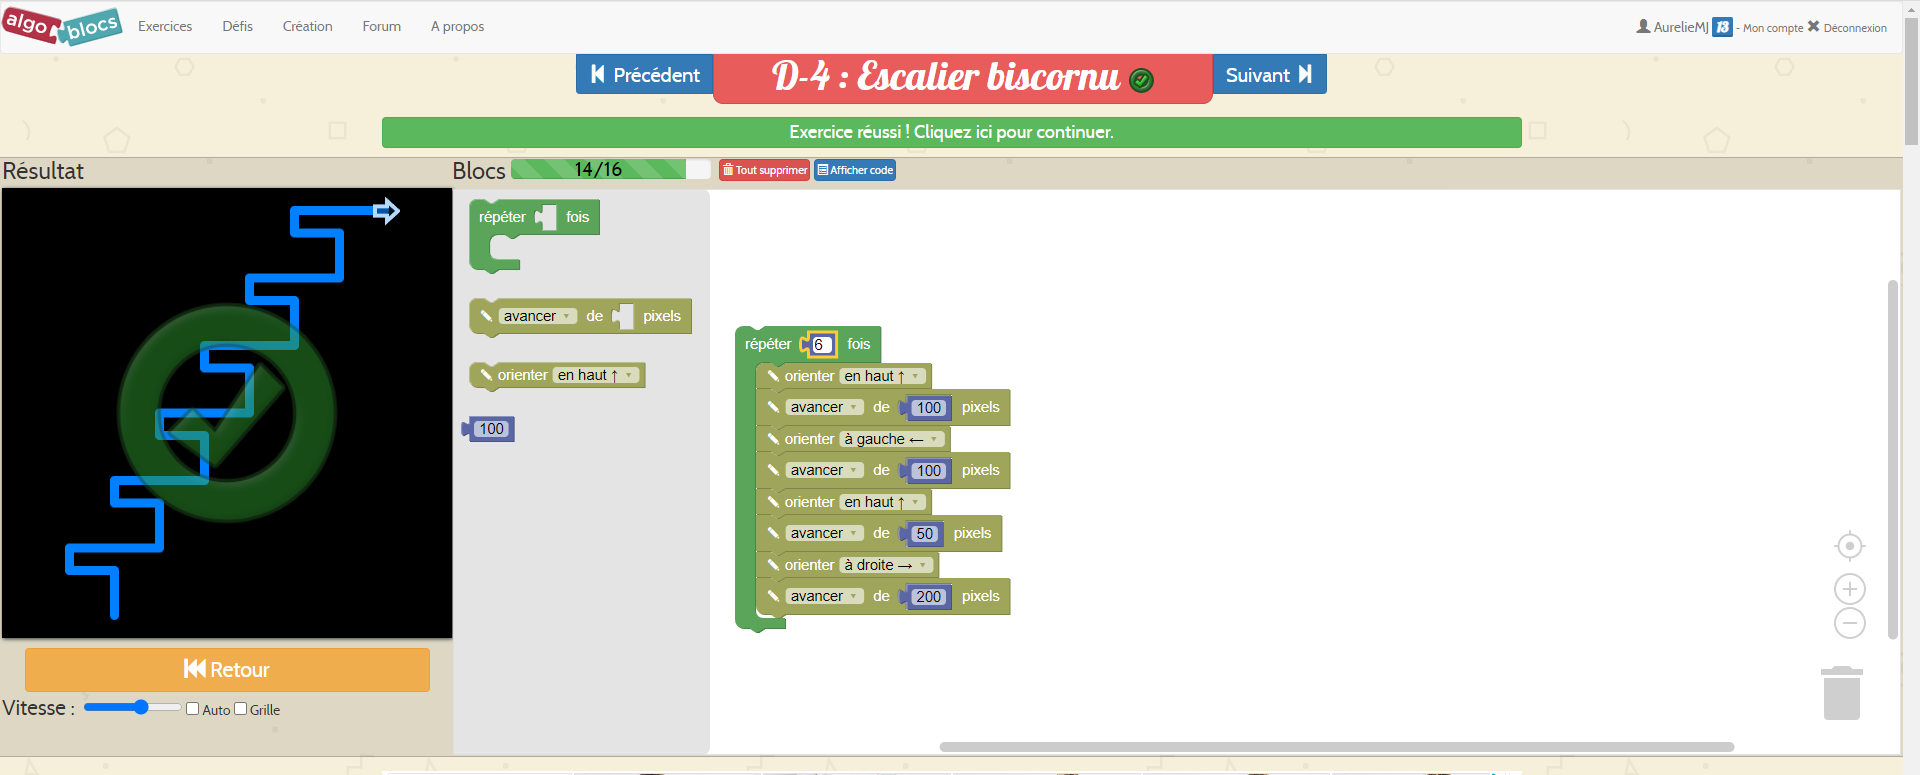 algo blocs Exercices Défis Création Forum A propos AurelieMJ 13 - Mon compte Déconnexion
Précédent D-4 : Escalier biscornu Suivant
Exercice réussi ! Cliquez ici pour continuer.
Résultat Blocs 14/16 Tout supprimer Afficher code
répéter fois
avancer de pixels
orienter en haut ↑
100
répéter 6 fois
orienter en haut ↑
avancer de 100 pixels
orienter à gauche ←
avancer de 100 pixels
orienter en haut ↑
avancer de 50 pixels
orienter à droite →
avancer de 200 pixels
Retour
Vitesse : Auto Grille